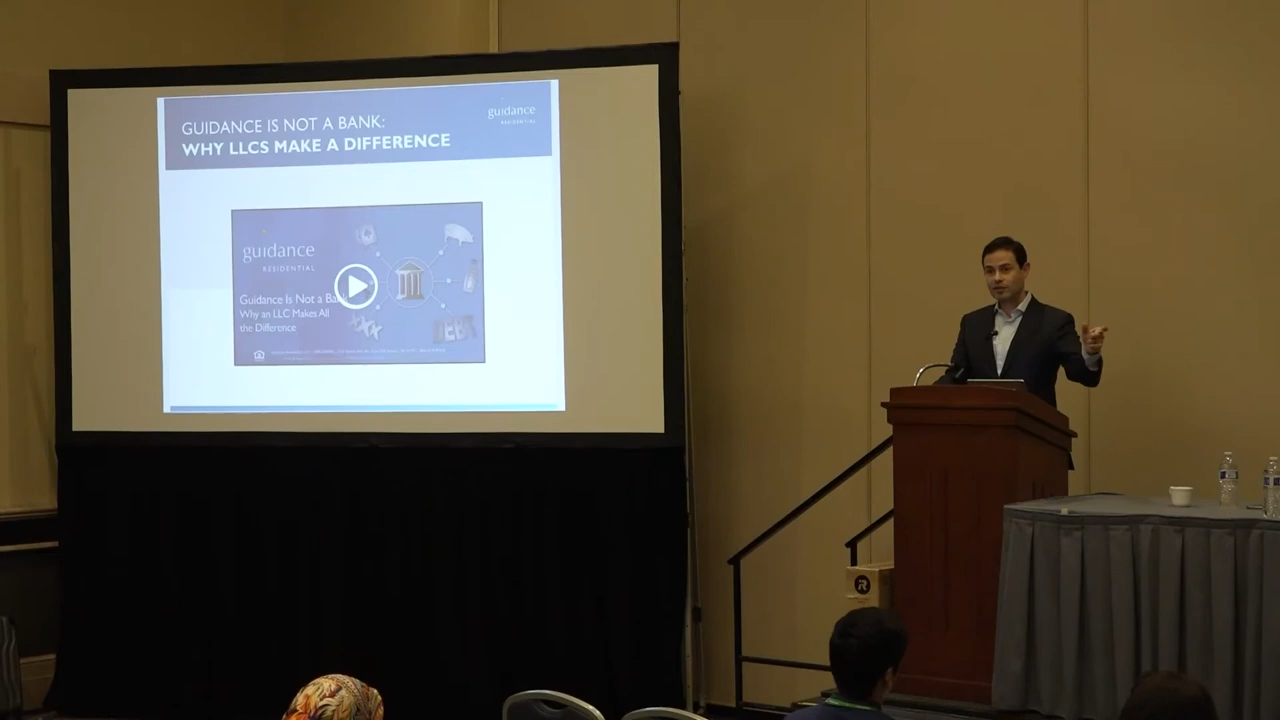 GUIDANCE IS NOT A BANK:
WHY LLCS MAKE A DIFFERENCE
guidance
RESIDENTIAL
guidance
RESIDENTIAL
Guidance Is Not a Bank
Why an LLC Makes All
the Difference
DEBT
R